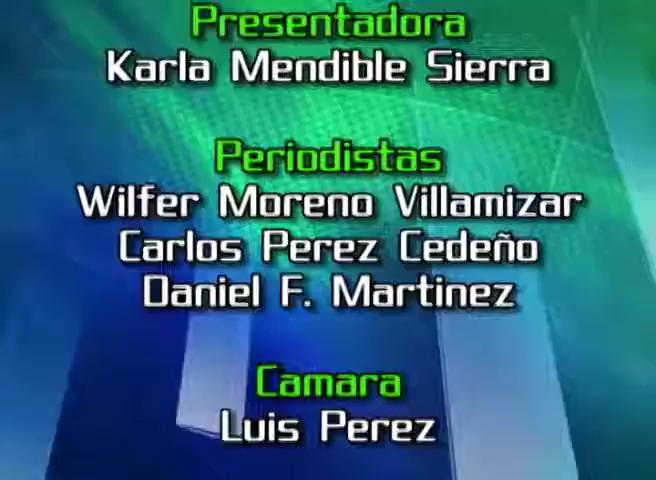 Presentadora
Karla Mendible Sierra
Periodistas
Wilfer Moreno Villamizar
Carlos Perez Cedeño
Daniel F. Martinez
Camara
Luis Perez